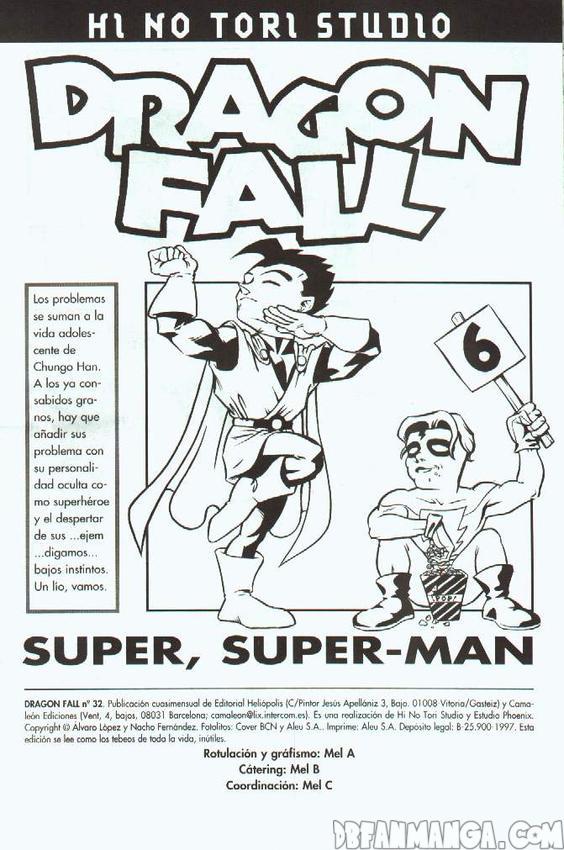 HI NO TORI STUDIO
DRAGON
FALL
Los problemas
se suman a la
vida adoles-
cente de
Chungo Han.
A los ya con-
sabidos gra-
nos, hay que
añadir sus
problema con
su personali-
dad oculta co-
mo superhéroe
y el despertar
de sus ...ejem
...digamos...
bajos instintos.
Un lio, vamos.
6
POP!
SUPER, SUPER-MAN
DRAGON FALL nº 32. Publicación cuasimensual de Editorial Heliópolis (C/Pintor Jesús Apellániz 3, Bajo. 01008 Vitoria/Gasteiz) y Cama-
león Ediciones (Vent, 4, bajos, 08031 Barcelona; camaleon@lix.intercom.es). Es una realización de Hi No Tori Studio y Estudio Phoenix.
Copyright © Alvaro López y Nacho Fernández. Fotolitos: Cover BCN y Aleu S.A.. Imprime: Aleu S.A. Depósito legal: B-25.900-1997. Esta
edición se lee como los tebeos de toda la vida, inútiles.
Rotulación y gráfismo: Mel A
Cátering: Mel B
Coordinación: Mel C
DBFANMANGA.COM